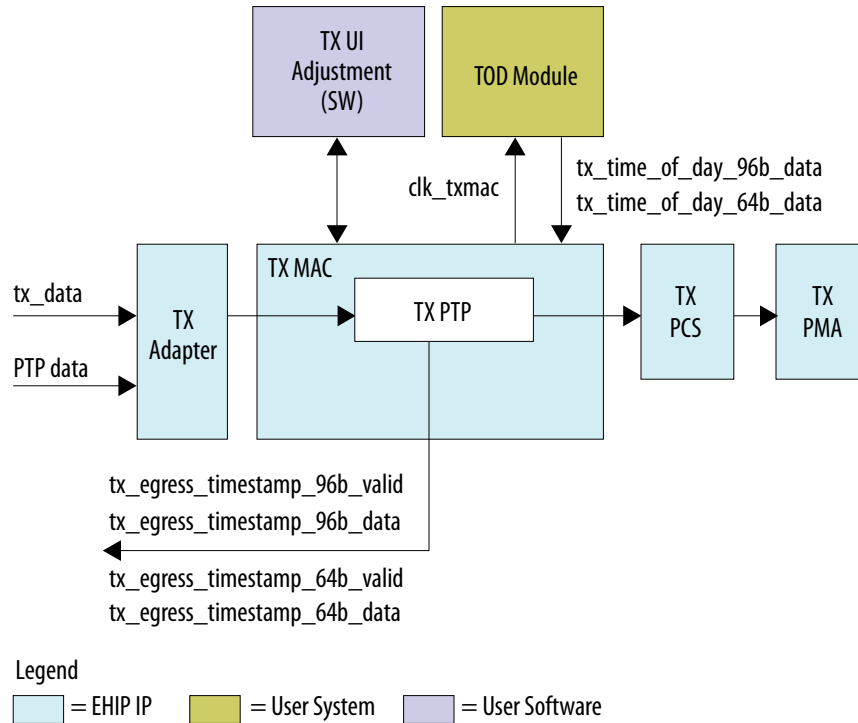 TX UI
Adjustment
(SW)
TOD Module
clk_txmac
tx_time_of_day_96b_data
tx_time_of_day_64b_data
tx_data
PTP data
TX
Adapter
TX MAC
TX PTP
TX
PCS
TX
PMA
tx_egress_timestamp_96b_valid
tx_egress_timestamp_96b_data
tx_egress_timestamp_64b_valid
tx_egress_timestamp_64b_data
Legend
= EHIP IP
= User System
= User Software